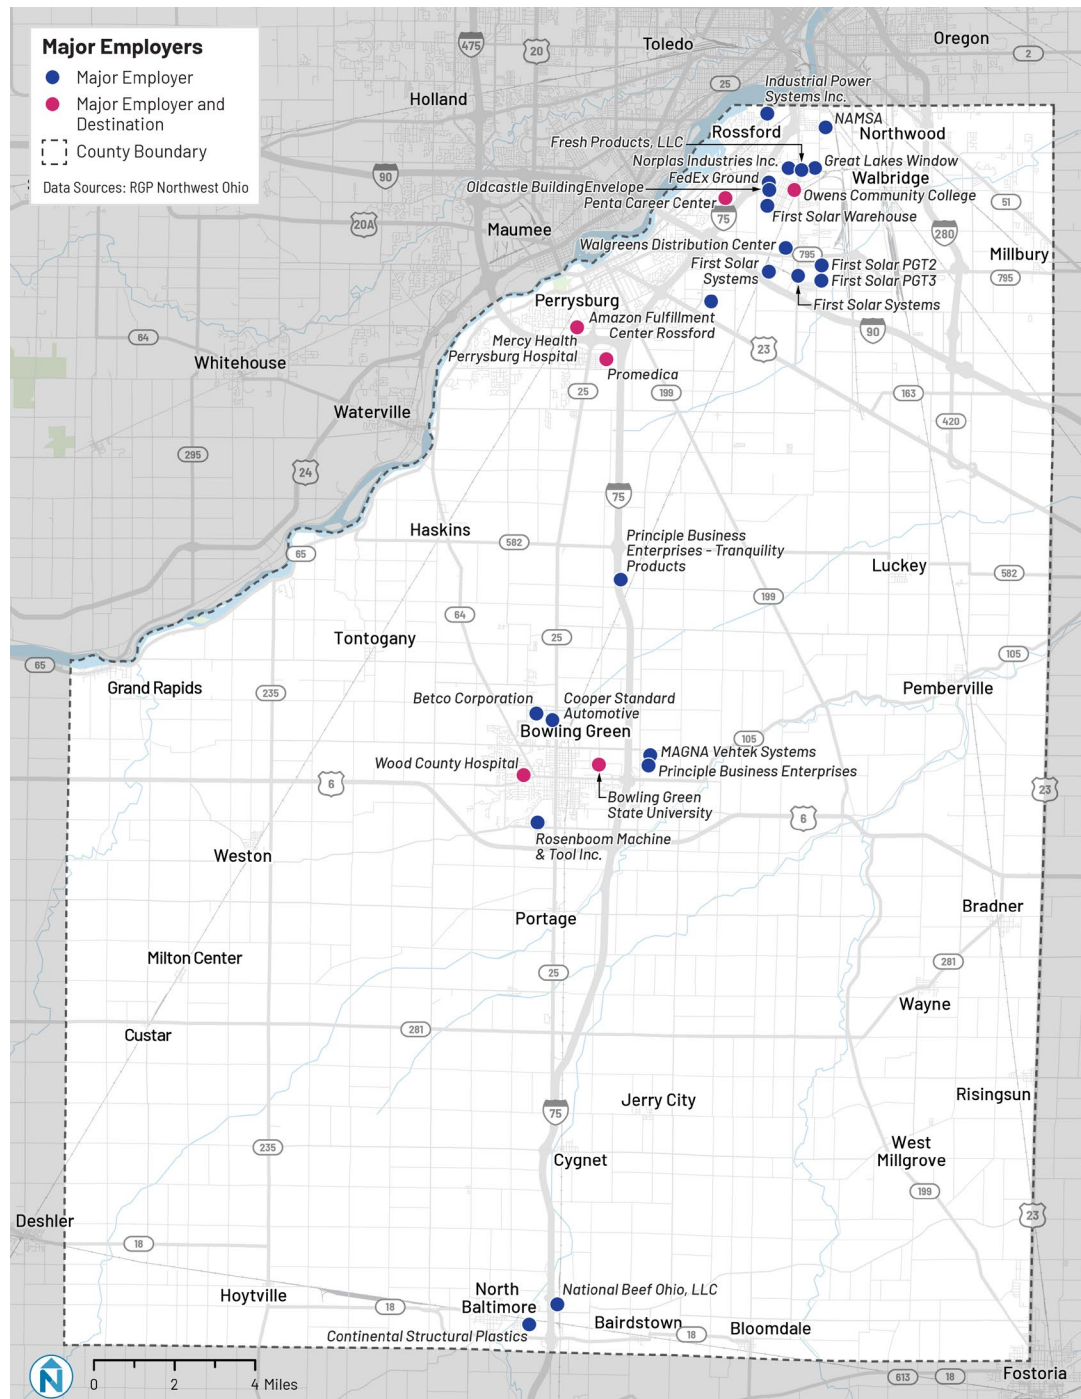 Major Employers
Major Employer
Major Employer and
Destination
County Boundary
Data Sources: RGP Northwest Ohio
475
20
Toledo
Oregon
2
Holland
25
Industrial Power
Systems Inc.
NAMSA
Rossford
Northwood
Fresh Products, LLC
Norplas Industries Inc.
Great Lakes Window
90
FedEx Ground
Walbridge
Oldcastle BuildingEnvelope
Owens Community College
Penta Career Center
51
75
First Solar Warehouse
20A
Maumee
280
Walgreens Distribution Center
795
Millbury
First Solar
Systems
First Solar PGT2
First Solar PGT3
795
First Solar Systems
Perrysburg
Amazon Fulfillment
Center Rossford
90
64
Mercy Health
Perrysburg Hospital
23
Whitehouse
Promedica
25
199
163
Waterville
420
295
24
75
Haskins
582
Principle Business
Enterprises - Tranquility
Products
65
Luckey
582
199
64
Tontogany
25
105
65
Grand Rapids
235
Pemberville
Betco Corporation
Cooper Standard
Automotive
Bowling Green
105
MAGNA Vehtek Systems
Wood County Hospital
Principle Business Enterprises
6
23
Bowling Green
State University
6
Rosenboom Machine
& Tool Inc.
Weston
Bradner
Portage
Milton Center
281
25
Wayne
281
Custar
Risingsun
Jerry City
75
235
West
Millgrove
Cygnet
199
23
Deshler
18
North
Baltimore
National Beef Ohio, LLC
Hoytville
18
Bairdstown
18
Bloomdale
Continental Structural Plastics
N
0 2 4 Miles
613
18
Fostoria